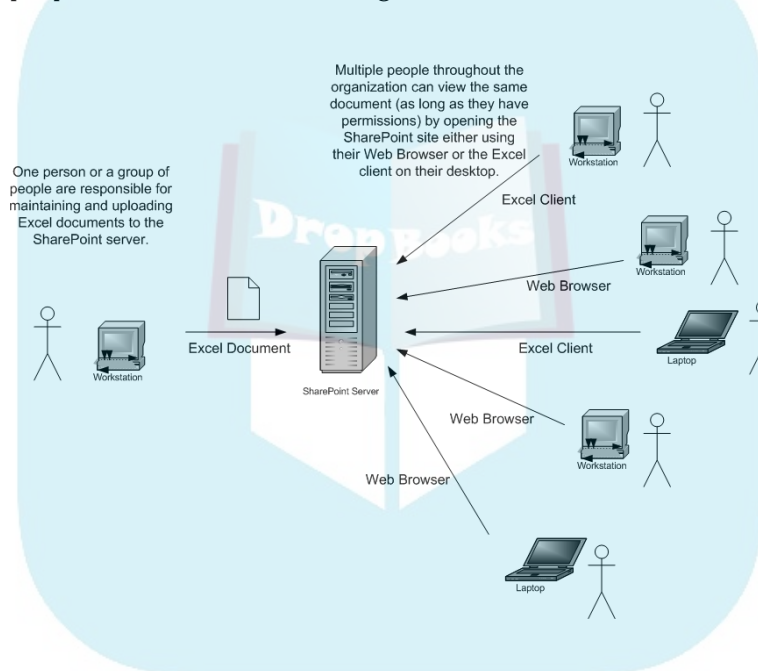 Multiple people throughout the
organization can view the same
document (as long as they have
permissions) by opening the
SharePoint site either using
their Web Browser or the Excel
client on their desktop.
Workstation
One person or a group of
people are responsible for
maintaining and uploading
Excel documents to the
SharePoint server.
Excel Client
DropBooks
Workstation
Web Browser
Excel Document
Excel Client
Laptop
Workstation
SharePoint Server
Web Browser
Workstation
Web Browser
Laptop